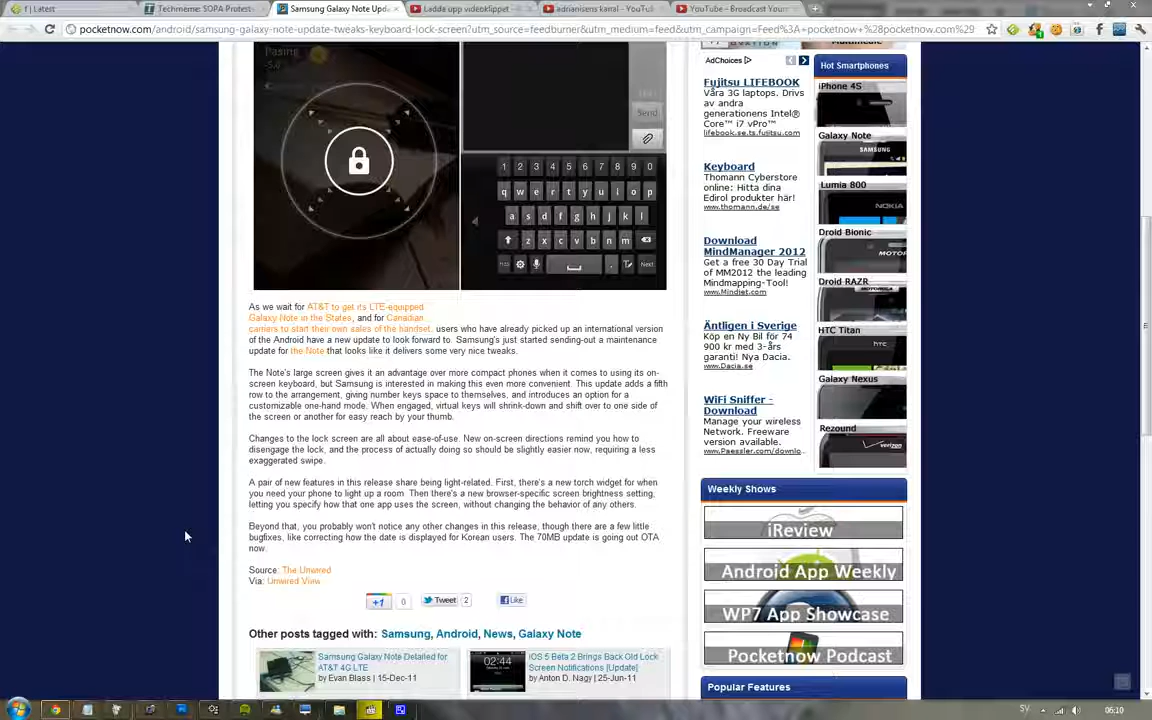 [ Latest
Techmeme: SOPA Protest
Samsung Galaxy Note Upda
Ladda upp videoklippet
adrianisens kanal - YouTu
YouTube - Broadcast Your
pocketnow.com/android/samsung-galaxy-note-update-tweaks-keyboard-lock-screen?utm_source=feedburner&utm_medium=feed&utm_campaign=Feed%3A+pocketnow+%28pocketnow.com%29
Pasing
-5.0
Send
1 2 3 4 5 6 7 8 9 0
q w e r t y u i o p
a s d f g h j k l
z x c v b n m
. Next
As we wait for AT&T to get its LTE-equipped
Galaxy Note in the States, and for Canadian
carriers to start their own sales of the handset, users who have already picked up an international version
of the Android have a new update to look forward to. Samsung's just started sending-out a maintenance
update for the Note that looks like it delivers some very nice tweaks.
The Note's large screen gives it an advantage over more compact phones when it comes to using its on-
screen keyboard, but Samsung is interested in making this even more convenient. This update adds a fifth
row to the arrangement, giving number keys space to themselves, and introduces an option for a
customizable one-hand mode. When engaged, virtual keys will shrink-down and shift over to one side of
the screen or another for easy reach by your thumb.
Changes to the lock screen are all about ease-of-use. New on-screen directions remind you how to
disengage the lock, and the process of actually doing so should be slightly easier now, requiring a less
exaggerated swipe.
A pair of new features in this release share being light-related. First, there's a new torch widget for when
you need your phone to light up a room. Then there's a new browser-specific screen brightness setting,
letting you specify how that one app uses the screen, without changing the behavior of any others.
Beyond that, you probably won't notice any other changes in this release, though there are a few little
bugfixes, like correcting how the date is displayed for Korean users. The 70MB update is going out OTA
now.
Source: The Unwired
Via: Unwired View
+1 0 Tweet 2 Like
Other posts tagged with: Samsung, Android, News, Galaxy Note
Samsung Galaxy Note Detailed for
AT&T 4G LTE
by Evan Blass | 15-Dec-11
02:44
iOS 5 Beta 2 Brings Back Old Lock
Screen Notifications [Update]
by Anton D. Nagy | 25-Jun-11
AdChoices
Fujitsu LIFEBOOK
Våra 3G laptops. Drivs
av andra
generationens Intel®
Core™ i7 vPro™
lifebook.se.ts.fujitsu.com
Keyboard
Thomann Cyberstore
online: Hitta dina
Edirol produkter här!
www.thomann.de/se
Download
MindManager 2012
Get a free 30 Day Trial
of MM2012 the leading
Mindmapping-Tool!
www.Mindjet.com
Äntligen i Sverige
Köp en Ny Bil för 74
900 kr med 3-års
garanti! Nya Dacia.
www.Dacia.se
WiFi Sniffer -
Download
Manage your wireless
Network. Freeware
version available.
www.Paessler.com/downlo...
Hot Smartphones
iPhone 4S
Galaxy Note
SAMSUNG
Lumia 800
NOKIA
Droid Bionic
MOTOR
Droid RAZR
MOTOROLA
HTC Titan
hTC
Galaxy Nexus
Rezound
verizon
Weekly Shows
iReview
Android App Weekly
WP7 App Showcase
Pocketnow Podcast
Popular Features
SV
06:10